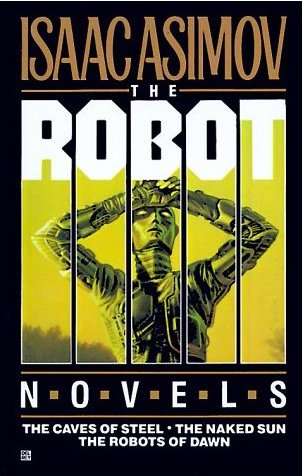 ISAAC ASIMOV
THE
ROBOT
N·O·V·E·L·S
THE CAVES OF STEEL · THE NAKED SUN
THE ROBOTS OF DAWN